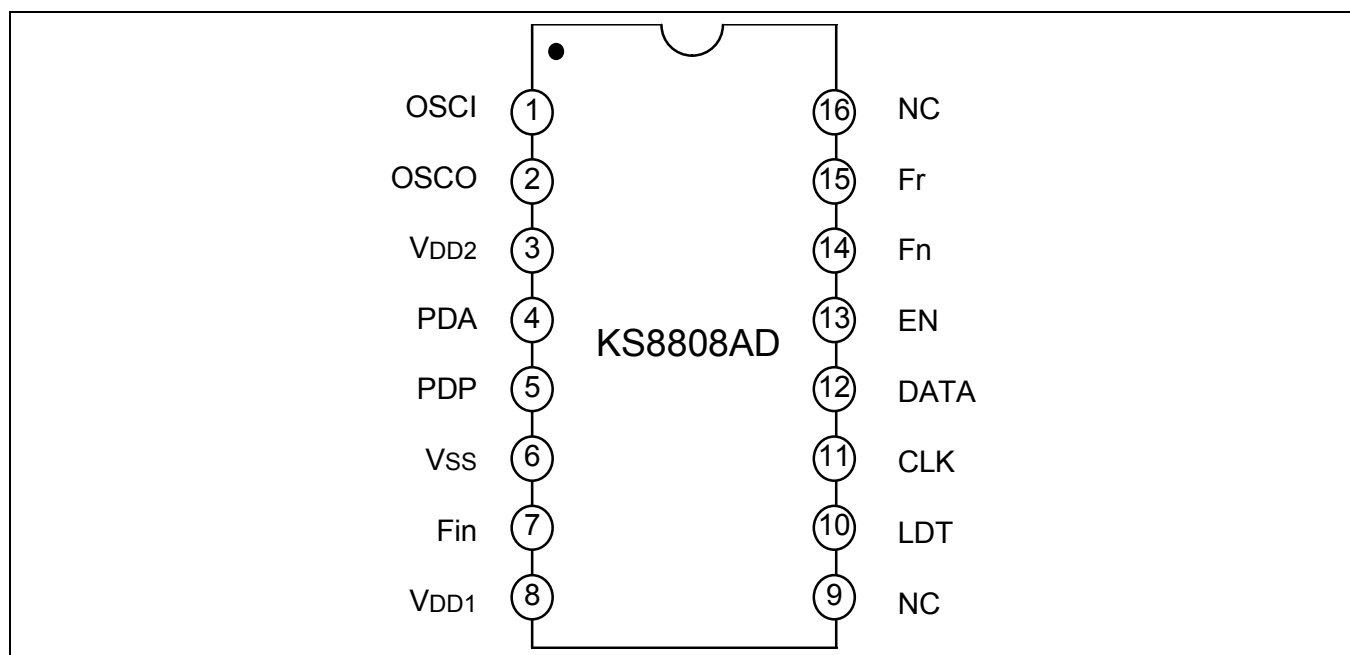 OSCI 1 16 NC
OSCO 2 15 Fr
VDD2 3 14 Fn
PDA 4 13 EN
KS8808AD
PDP 5 12 DATA
VSS 6 11 CLK
Fin 7 10 LDT
VDD1 8 9 NC